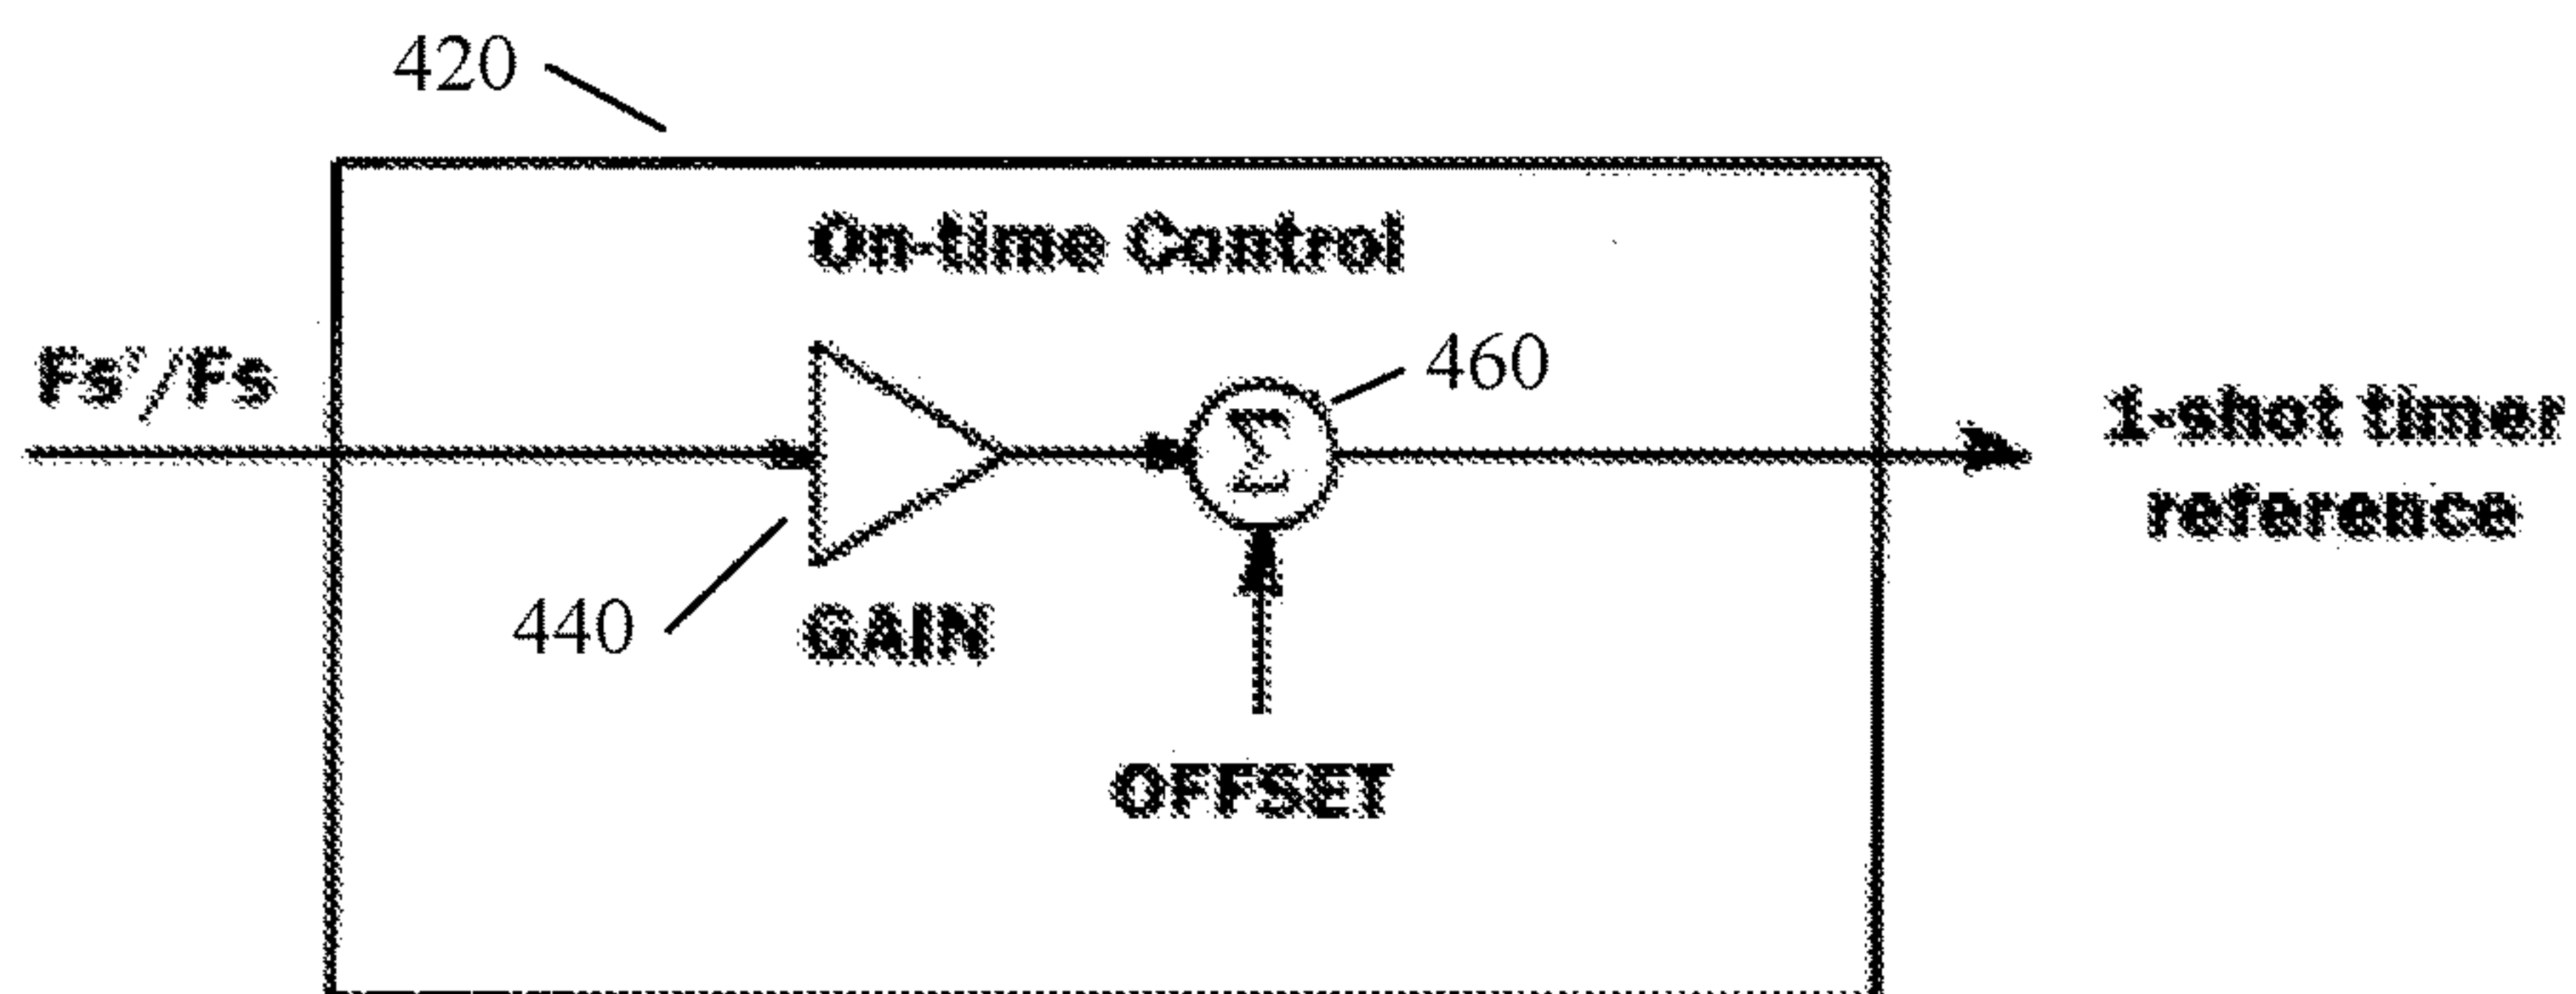 420
On-time Control
Fs'/Fs
460
1-shot timer
reference
440
GAIN
Σ
OFFSET